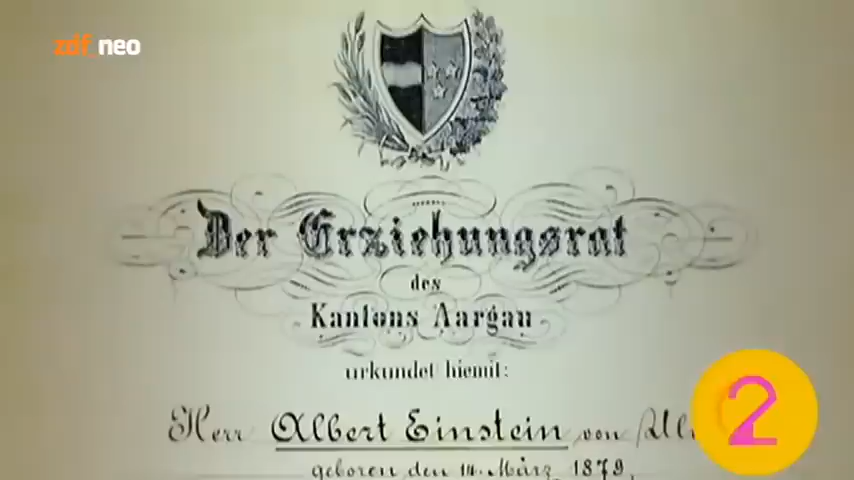 zdf_neo
Der Erziehungsrat
des
Kantons Aargau
urkundet hiemit:
Herr Albert Einstein von
geboren den 14. März 1879,
2